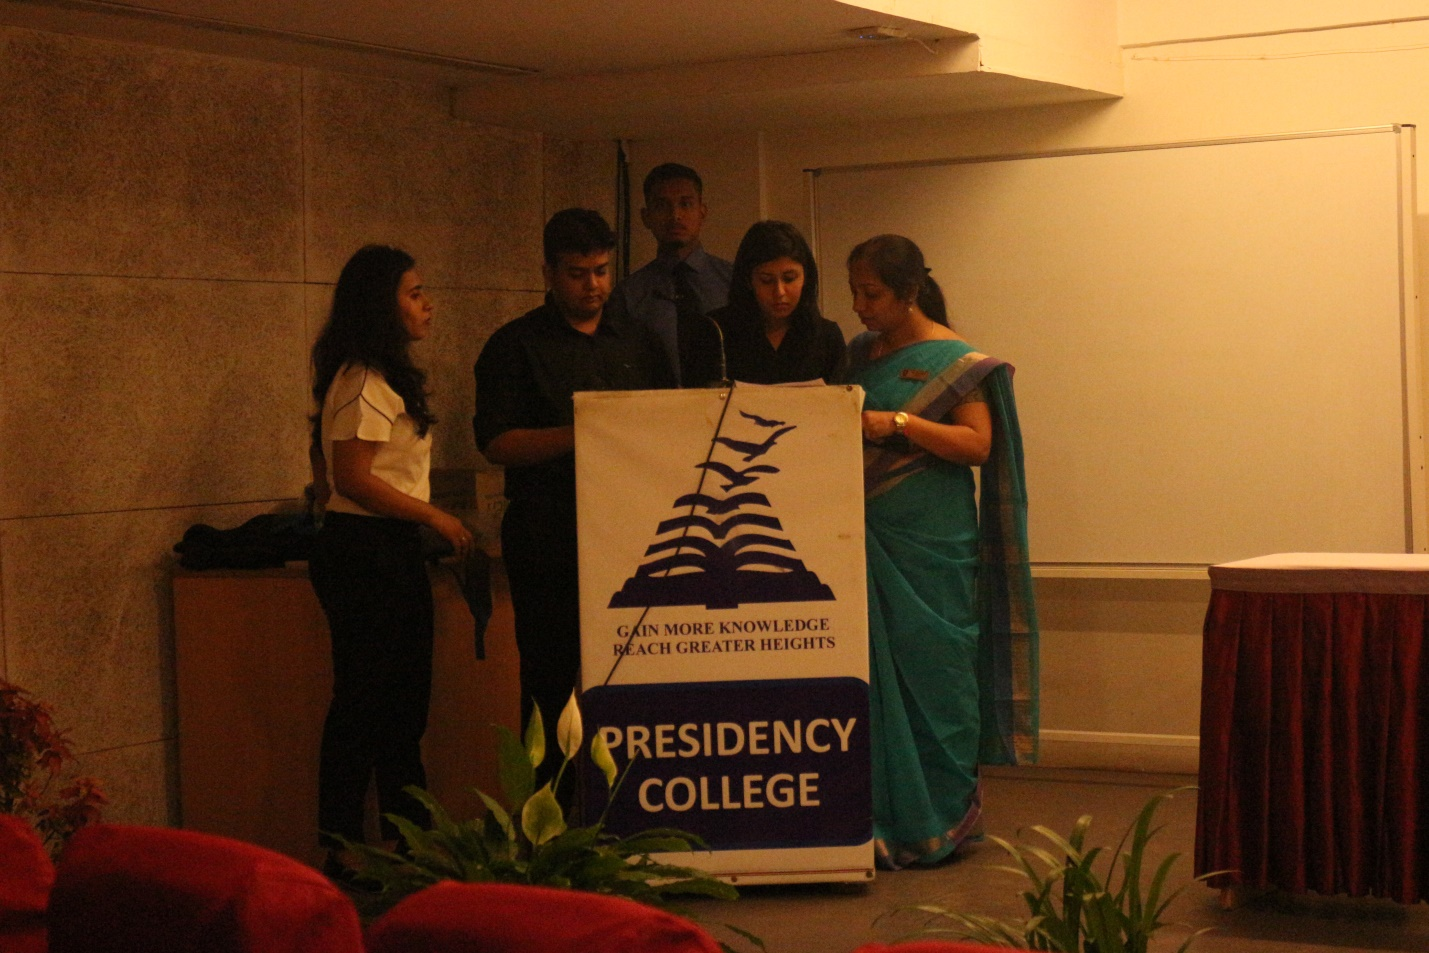 GAIN MORE KNOWLEDGE
REACH GREATER HEIGHTS
PRESIDENCY
COLLEGE